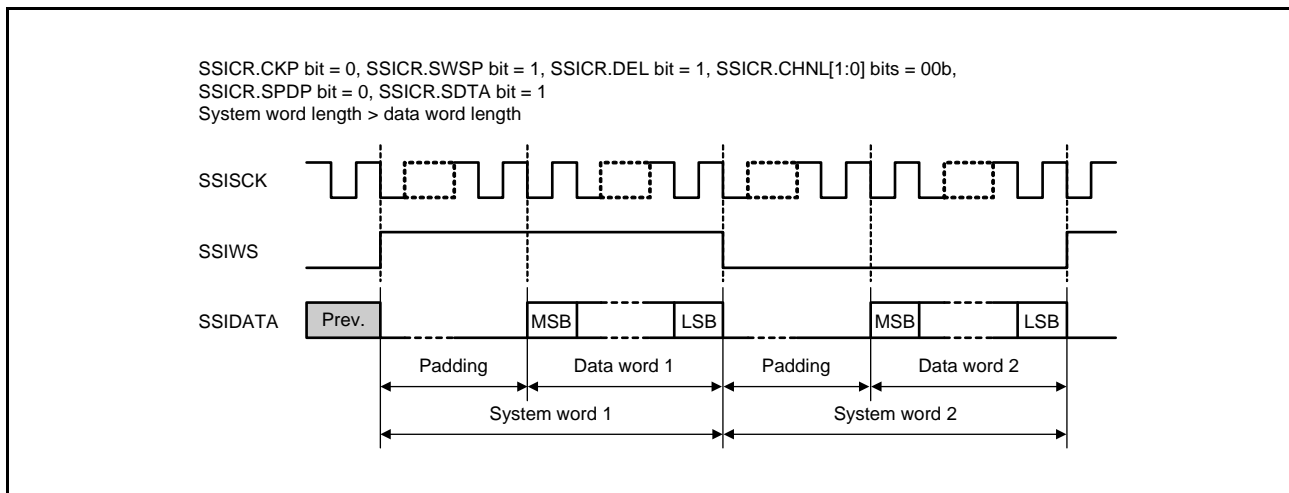 SSICR.CKP bit = 0, SSICR.SWSP bit = 1, SSICR.DEL bit = 1, SSICR.CHNL[1:0] bits = 00b,
SSICR.SPDP bit = 0, SSICR.SDTA bit = 1
System word length > data word length
SSISCK
SSIWS
SSIDATA Prev. MSB LSB MSB LSB
Padding Data word 1 Padding Data word 2
System word 1 System word 2